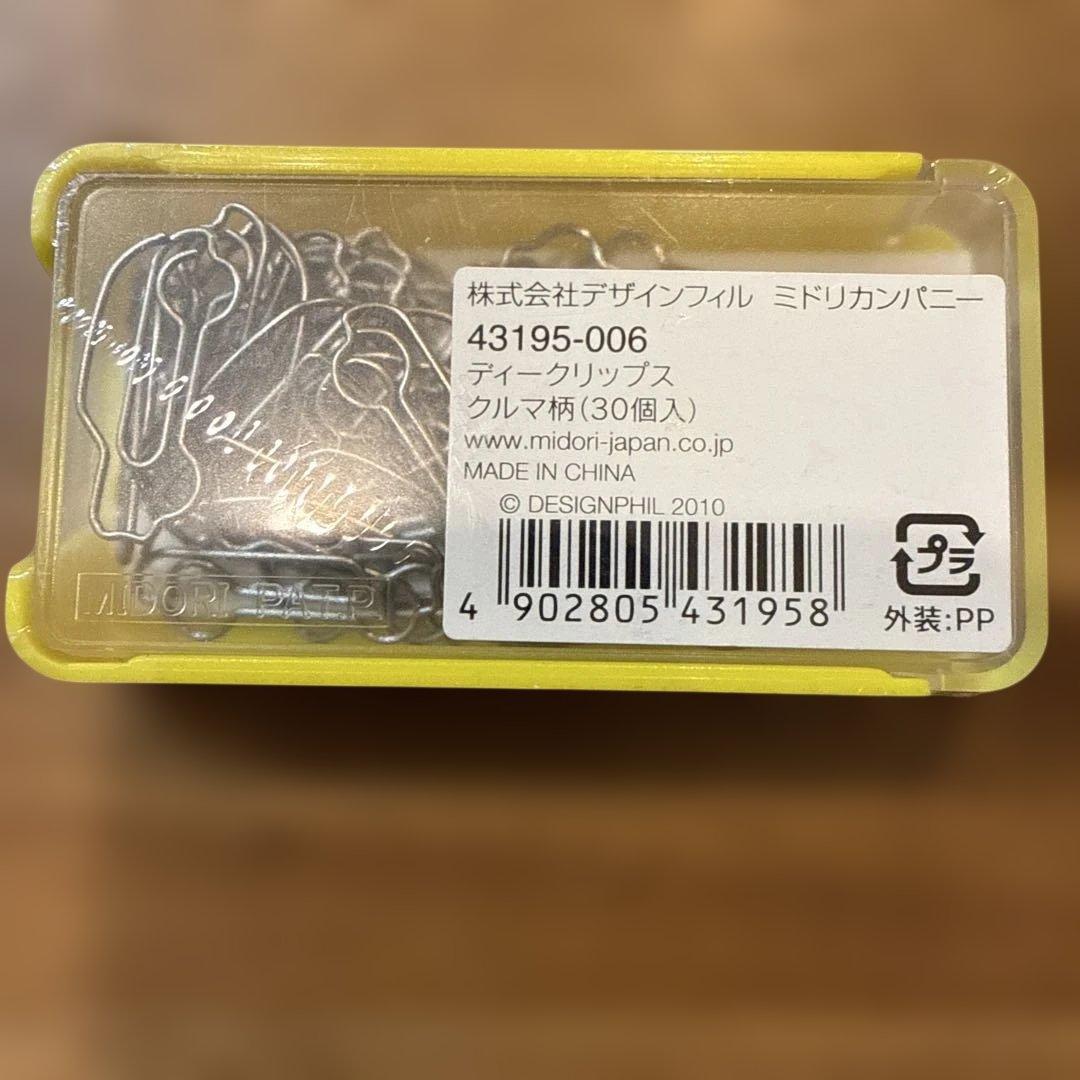 株式会社デザインフィル ミドリカンパニー
43195-006
ディークリップス
クルマ柄(30個入)
www.midori-japan.co.jp
MADE IN CHINA
© DESIGNPHIL 2010
4 902805 431958
プラ
外装:PP
MIDORI PAT.P